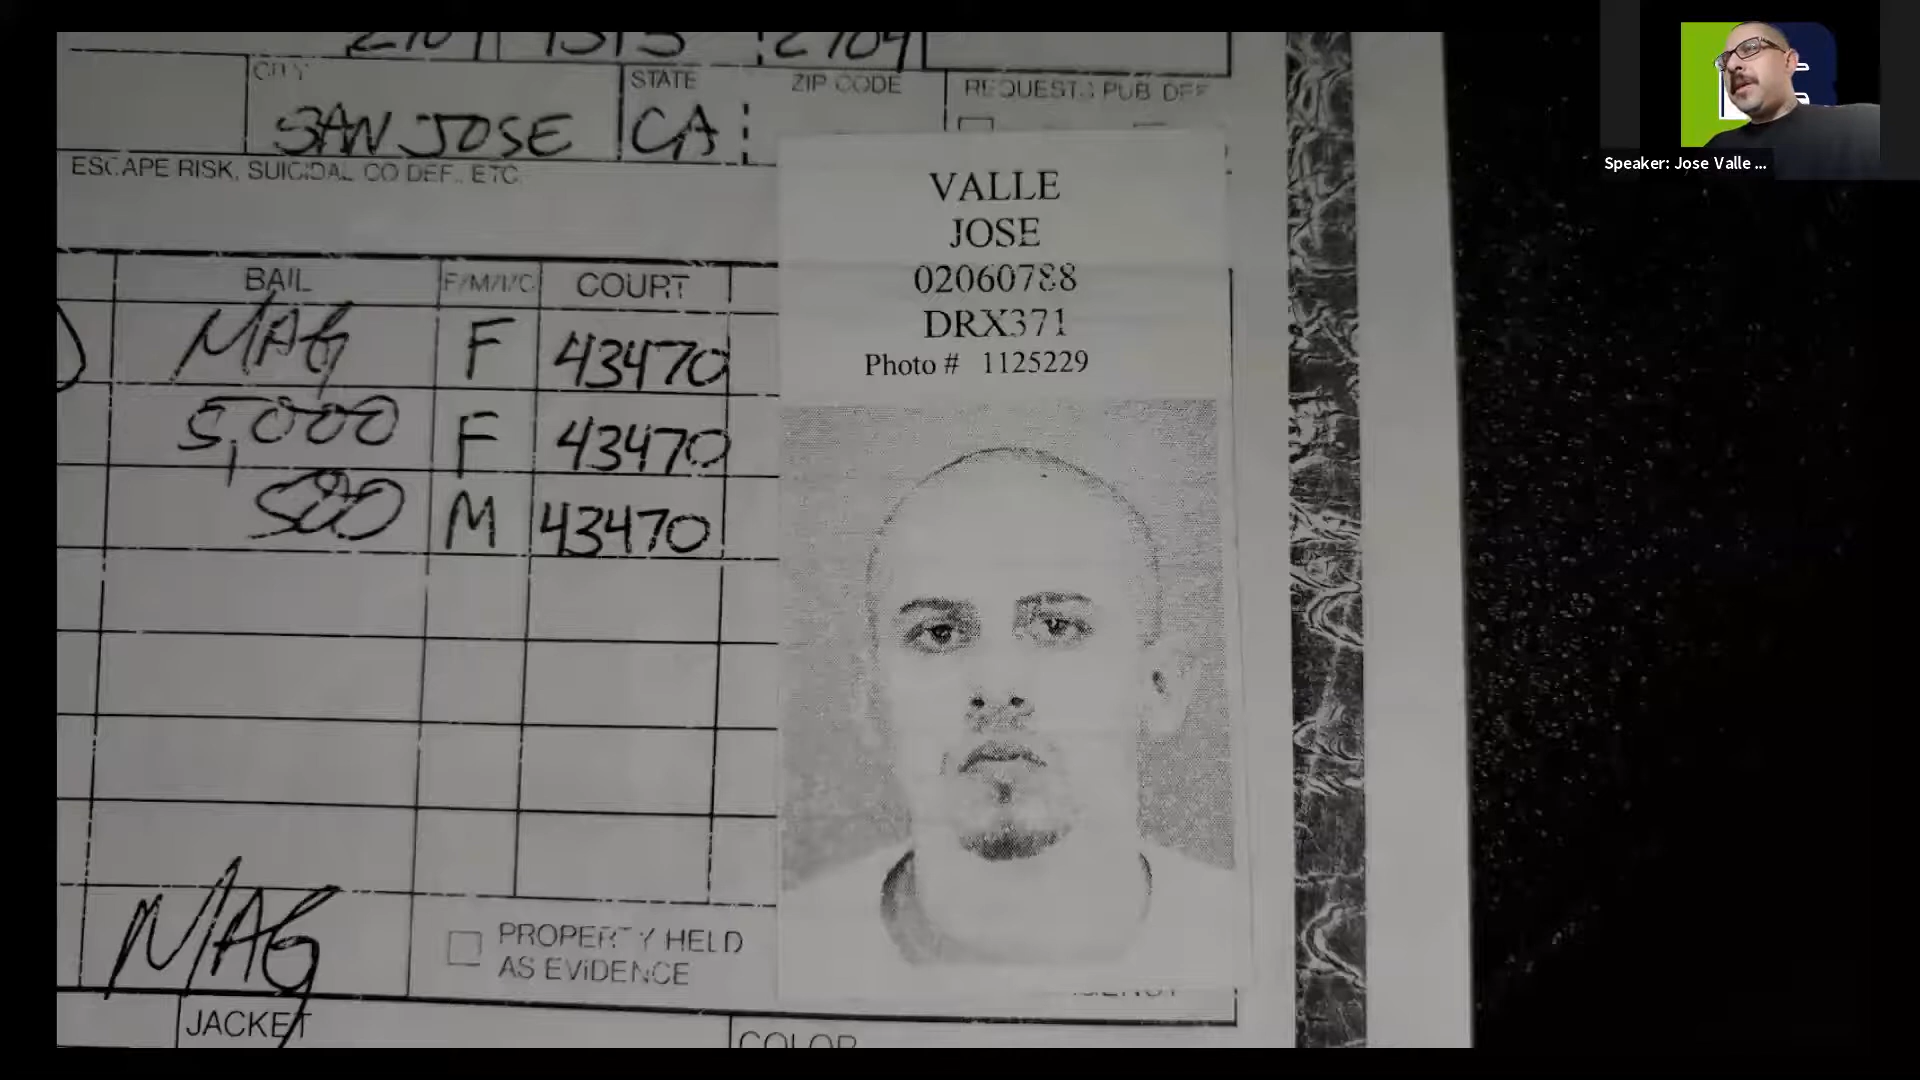 CITY
STATE
ZIP CODE
REQUESTS PUB DEF
SAN JOSE
CA
ESCAPE RISK, SUICIDAL CO DEF., ETC.
VALLE
JOSE
02060788
DRX371
Photo # 1125229
BAIL
F/M/I/C
COURT
MAG
F
43470
5,000
F
43470
500
M
43470
MAG
PROPERTY HELD
AS EVIDENCE
JACKET
COLOR
Speaker: Jose Valle ...